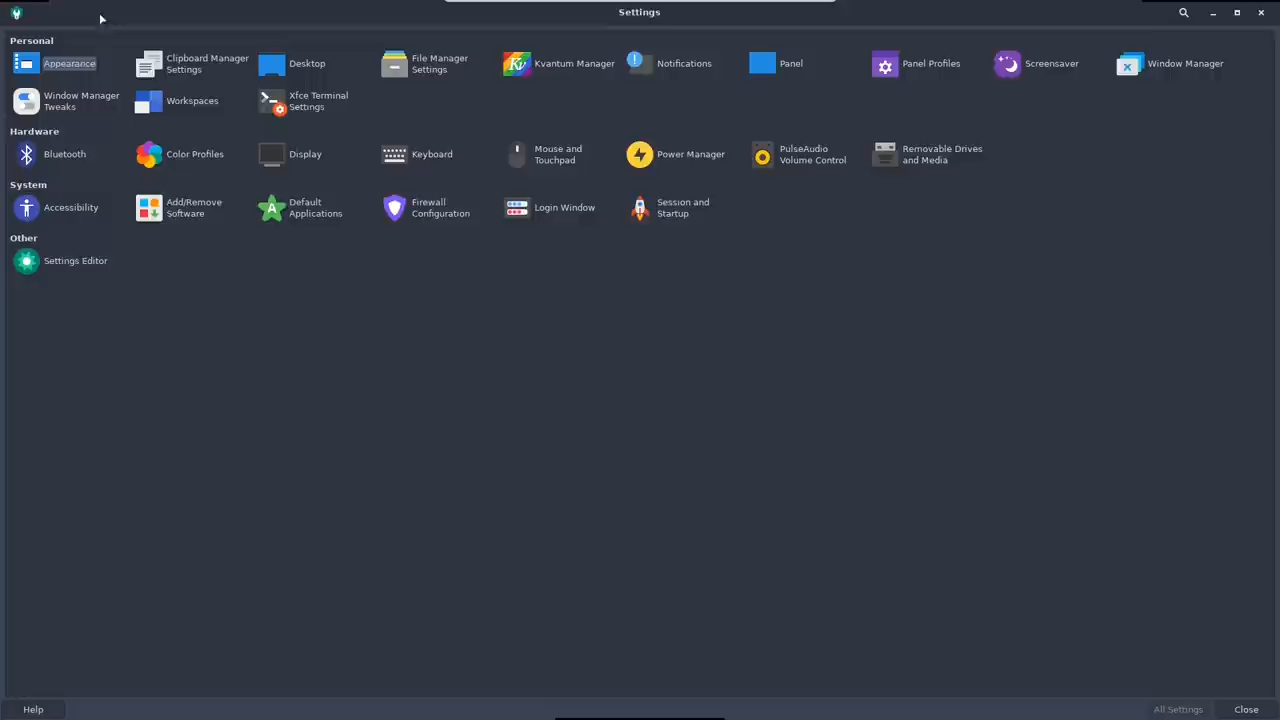 Settings
Personal
Appearance
Clipboard Manager
Settings
Desktop
File Manager
Settings
Kv
Kvantum Manager
Notifications
Panel
Panel Profiles
Screensaver
Window Manager
Window Manager
Tweaks
Workspaces
Xfce Terminal
Settings
Hardware
Bluetooth
Color Profiles
Display
Keyboard
Mouse and
Touchpad
Power Manager
PulseAudio
Volume Control
Removable Drives
and Media
System
Accessibility
Add/Remove
Software
A
Default
Applications
Firewall
Configuration
Login Window
Session and
Startup
Other
Settings Editor
Help
All Settings
Close